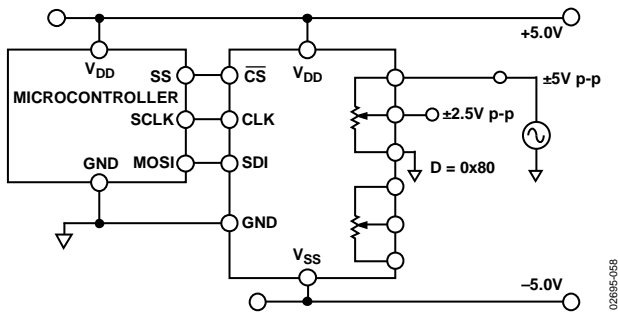 +5.0V
VDD
SS
CS
VDD
±5V p-p
MICROCONTROLLER
SCLK
CLK
±2.5V p-p
GND
MOSI
SDI
D = 0x80
GND
VSS
–5.0V
02695-058